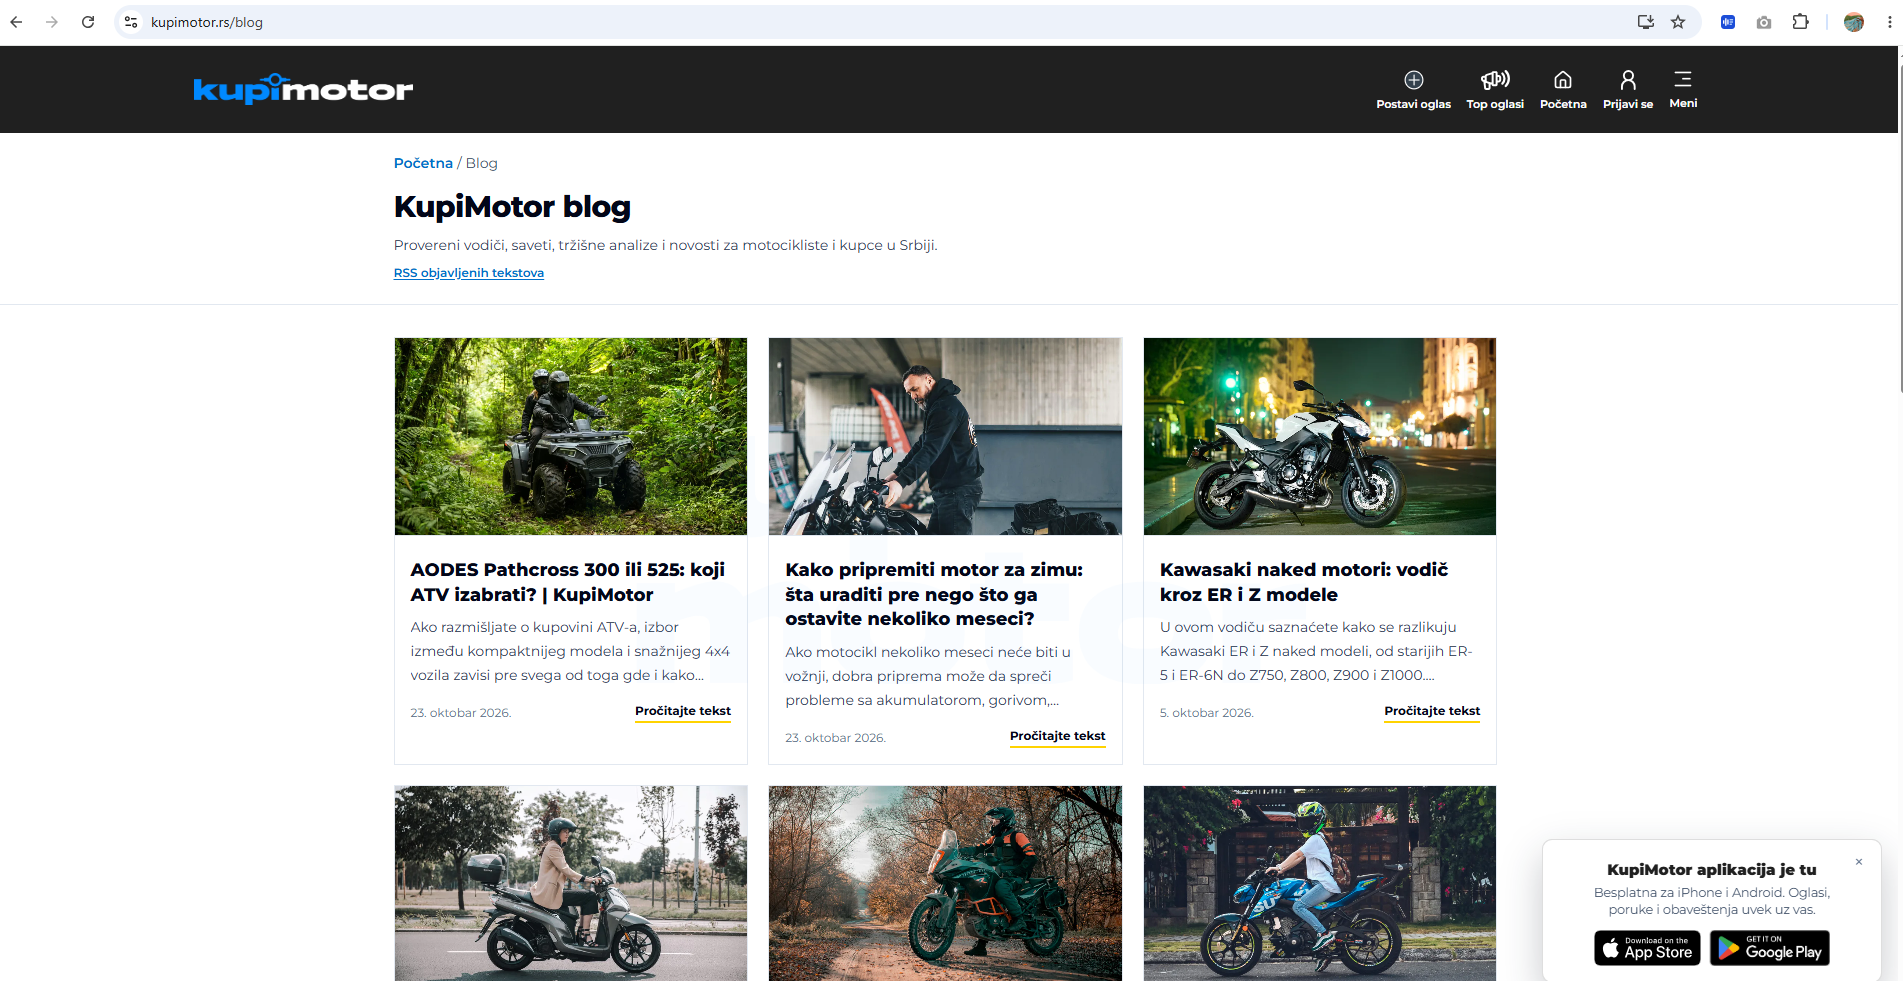 kupimotor.rs/blog
kupimotor
Postavi oglas
Top oglasi
Početna
Prijavi se
Meni
Početna / Blog
KupiMotor blog
Provereni vodiči, saveti, tržišne analize i novosti za motocikliste i kupce u Srbiji.
RSS objavljenih tekstova
AODES Pathcross 300 ili 525: koji
ATV izabrati? | KupiMotor
Ako razmišljate o kupovini ATV-a, izbor
između kompaktnijeg modela i snažnijeg 4x4
vozila zavisi pre svega od toga gde i kako...
23. oktobar 2026.
Pročitajte tekst
Kako pripremiti motor za zimu:
šta uraditi pre nego što ga
ostavite nekoliko meseci?
Ako motocikl nekoliko meseci neće biti u
vožnji, dobra priprema može da spreči
probleme sa akumulatorom, gorivom,...
23. oktobar 2026.
Pročitajte tekst
Kawasaki naked motori: vodič
kroz ER i Z modele
U ovom vodiču saznaćete kako se razlikuju
Kawasaki ER i Z naked modeli, od starijih ER-
5 i ER-6N do Z750, Z800, Z900 i Z1000....
5. oktobar 2026.
Pročitajte tekst
KupiMotor aplikacija je tu
×
Besplatna za iPhone i Android. Oglasi,
poruke i obaveštenja uvek uz vas.
Download on the
App Store
GET IT ON
Google Play